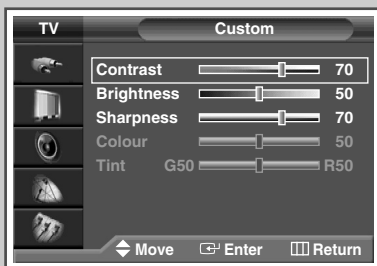 TV Custom
Contrast 70
Brightness 50
Sharpness 70
Colour 50
Tint G50 R50
Move Enter Return